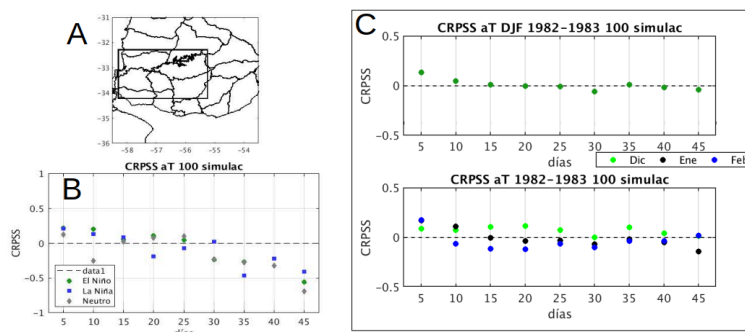 A
-31
-32
-33
-34
-35
-36
-58
-57
-56
-55
-54
B
CRPSS aT 100 simulac
CRPSS
1
0.5
0
-0.5
-1
data1
El Niño
La Niña
Neutro
5 10 15 20 25 30 35 40 45
días
C
CRPSS aT DJF 1982-1983 100 simulac
CRPSS
0.5
0
-0.5
5 10 15 20 25 30 35 40 45
días
Dic Ene Feb
CRPSS aT 1982-1983 100 simulac
CRPSS
0.5
0
-0.5
5 10 15 20 25 30 35 40 45
días